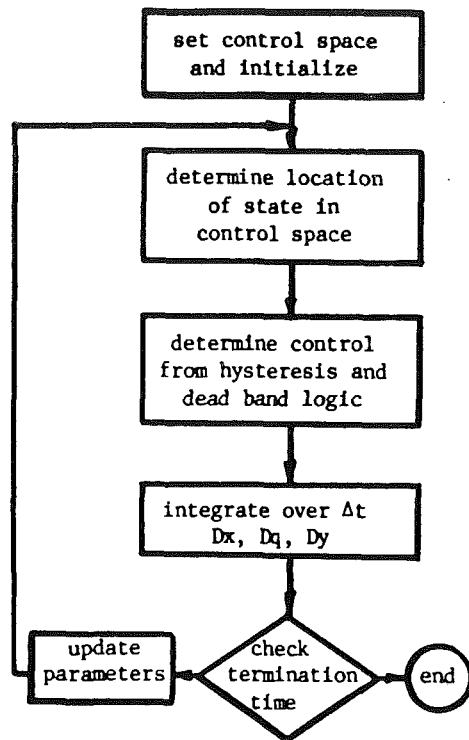 set control space
and initialize
determine location
of state in
control space
determine control
from hysteresis and
dead band logic
integrate over Δt
Dx, Dq, Dy
check
termination
time
update
parameters
end